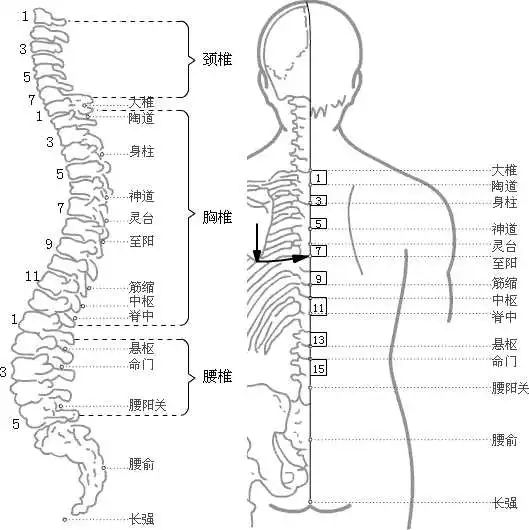 1
3
5
7
1
3
5
7
9
11
1
3
5
颈椎
胸椎
腰椎
大椎
陶道
身柱
神道
灵台
至阳
筋缩
中枢
脊中
悬枢
命门
腰阳关
腰俞
长强
1
3
5
7
9
11
13
15
大椎
陶道
身柱
神道
灵台
至阳
筋缩
中枢
脊中
悬枢
命门
腰阳关
腰俞
长强